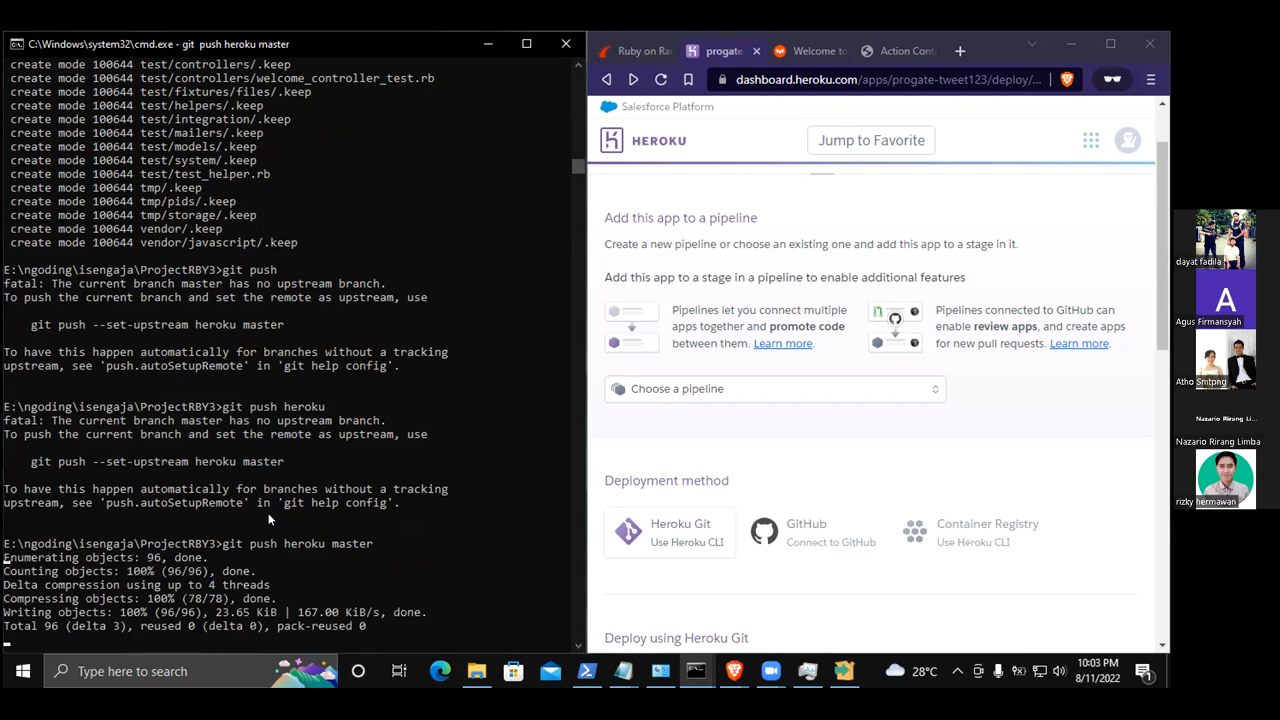 C:\Windows\system32\cmd.exe - git  push heroku master
create mode 100644 test/controllers/.keep
create mode 100644 test/controllers/welcome_controller_test.rb
create mode 100644 test/fixtures/files/.keep
create mode 100644 test/helpers/.keep
create mode 100644 test/integration/.keep
create mode 100644 test/mailers/.keep
create mode 100644 test/models/.keep
create mode 100644 test/system/.keep
create mode 100644 test/test_helper.rb
create mode 100644 tmp/.keep
create mode 100644 tmp/pids/.keep
create mode 100644 tmp/storage/.keep
create mode 100644 vendor/.keep
create mode 100644 vendor/javascript/.keep
E:\ngoding\isengaja\ProjectRBY3>git push
fatal: The current branch master has no upstream branch.
To push the current branch and set the remote as upstream, use
git push --set-upstream heroku master
To have this happen automatically for branches without a tracking
upstream, see 'push.autoSetupRemote' in 'git help config'.
E:\ngoding\isengaja\ProjectRBY3>git push heroku
fatal: The current branch master has no upstream branch.
To push the current branch and set the remote as upstream, use
git push --set-upstream heroku master
To have this happen automatically for branches without a tracking
upstream, see 'push.autoSetupRemote' in 'git help config'.
E:\ngoding\isengaja\ProjectRBY3>git push heroku master
Enumerating objects: 96, done.
Counting objects: 100% (96/96), done.
Delta compression using up to 4 threads
Compressing objects: 100% (78/78), done.
Writing objects: 100% (96/96), 23.65 KiB | 167.00 KiB/s, done.
Total 96 (delta 3), reused 0 (delta 0), pack-reused 0
Ruby on Rai
progate-
Welcome to
Action Cont
dashboard.heroku.com/apps/progate-tweet123/deploy/...
Salesforce Platform
HEROKU
Jump to Favorite
Add this app to a pipeline
Create a new pipeline or choose an existing one and add this app to a stage in it.
Add this app to a stage in a pipeline to enable additional features
Pipelines let you connect multiple
apps together and promote code
between them. Learn more.
Pipelines connected to GitHub can
enable review apps, and create apps
for new pull requests. Learn more.
Choose a pipeline
Deployment method
Heroku Git
Use Heroku CLI
GitHub
Connect to GitHub
Container Registry
Use Heroku CLI
Deploy using Heroku Git
dayat fadila
A
Agus Firmansyah
Atho Smtpng
Nazario Rirang Li...
Nazario Rirang Limba
rizky hermawan
Type here to search
28°C
10:03 PM
8/11/2022
1